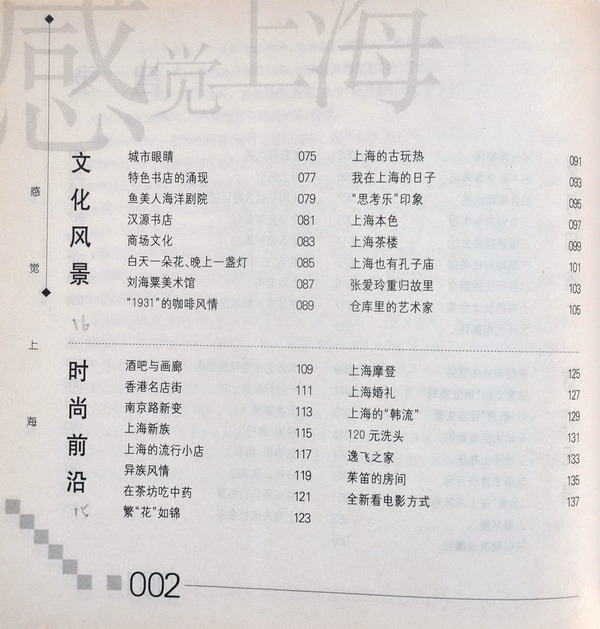 感觉上海
感觉上海
文化风景
16
城市眼睛 075
特色书店的涌现 077
鱼美人海洋剧院 079
汉源书店 081
商场文化 083
白天一朵花、晚上一盏灯 085
刘海粟美术馆 087
“1931”的咖啡风情 089
上海的古玩热 091
我在上海的日子 093
“思考乐”印象 095
上海本色 097
上海茶楼 099
上海也有孔子庙 101
张爱玲重归故里 103
仓库里的艺术家 105
时尚前沿
15
酒吧与画廊 109
香港名店街 111
南京路新变 113
上海新族 115
上海的流行小店 117
异族风情 119
在茶坊吃中药 121
繁“花”如锦 123
上海摩登 125
上海婚礼 127
上海的“韩流” 129
120元洗头 131
逸飞之家 133
茱笛的房间 135
全新看电影方式 137
002